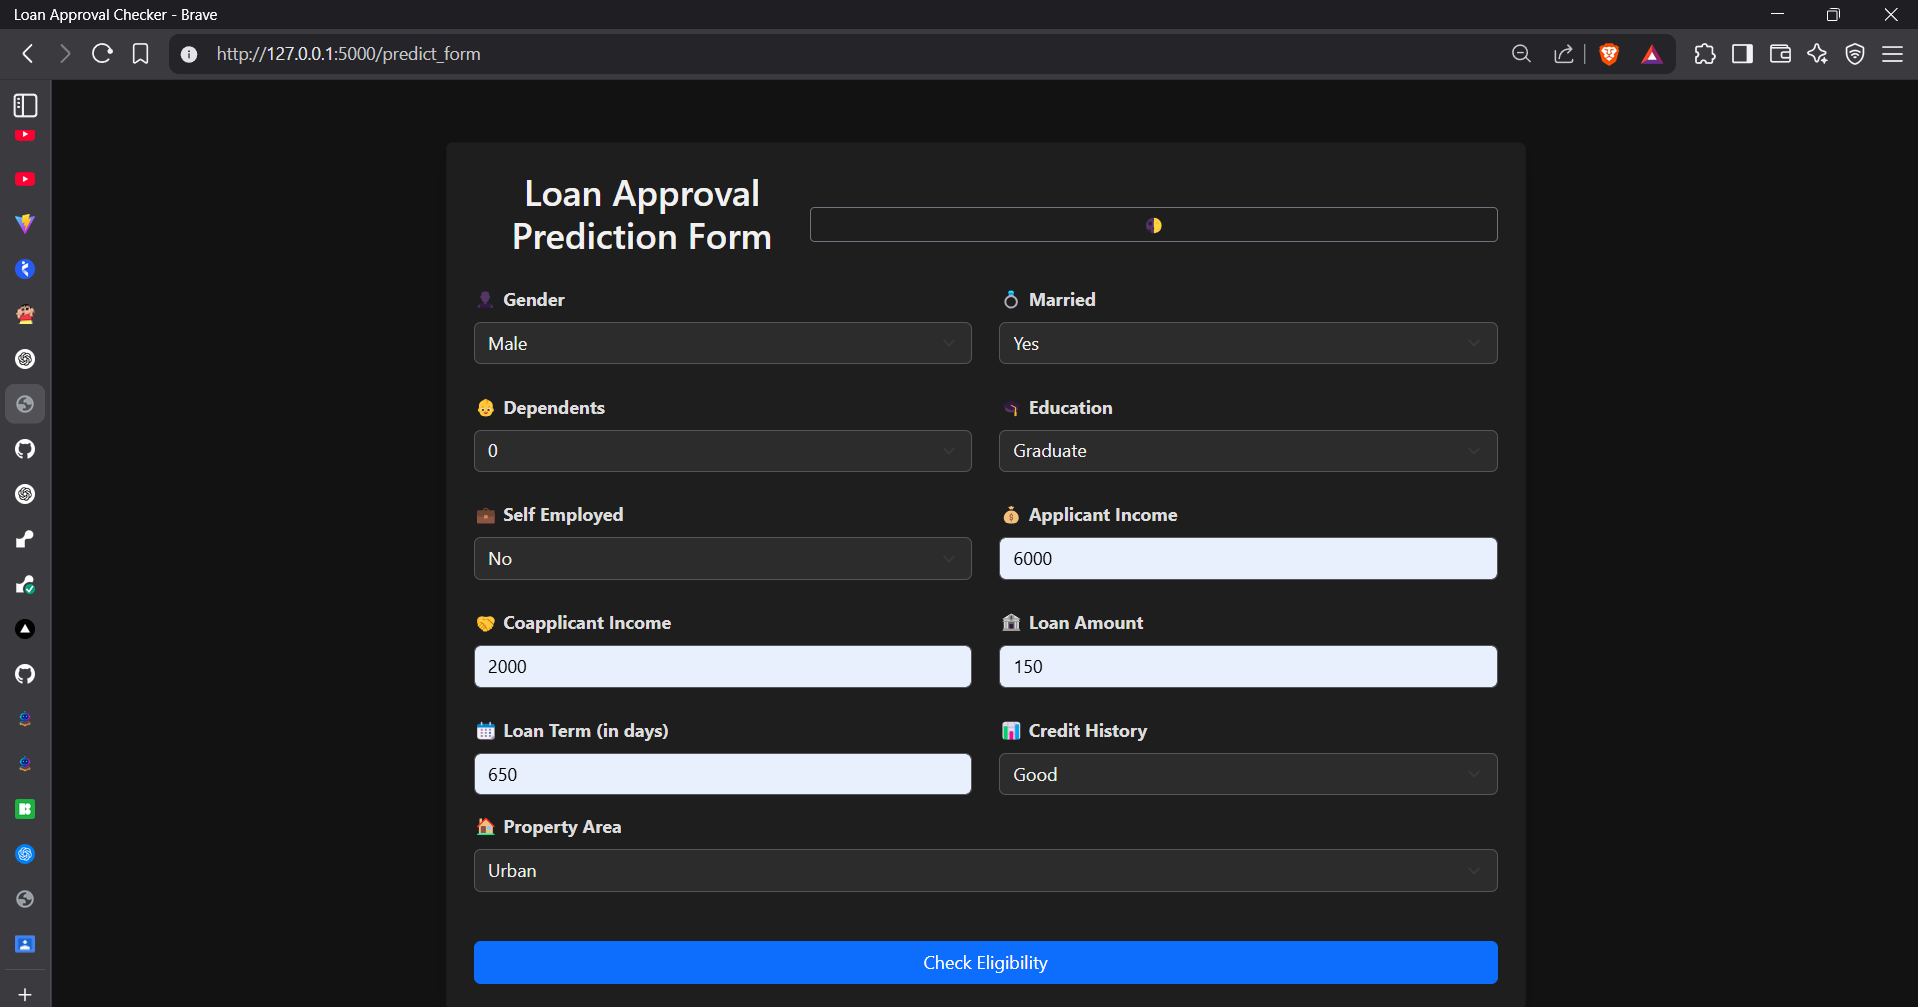 Loan Approval Checker - Brave
http://127.0.0.1:5000/predict_form
Loan Approval
Prediction Form
Gender
Married
Male
Yes
Dependents
Education
0
Graduate
Self Employed
Applicant Income
No
6000
Coapplicant Income
Loan Amount
2000
150
Loan Term (in days)
Credit History
650
Good
Property Area
Urban
Check Eligibility